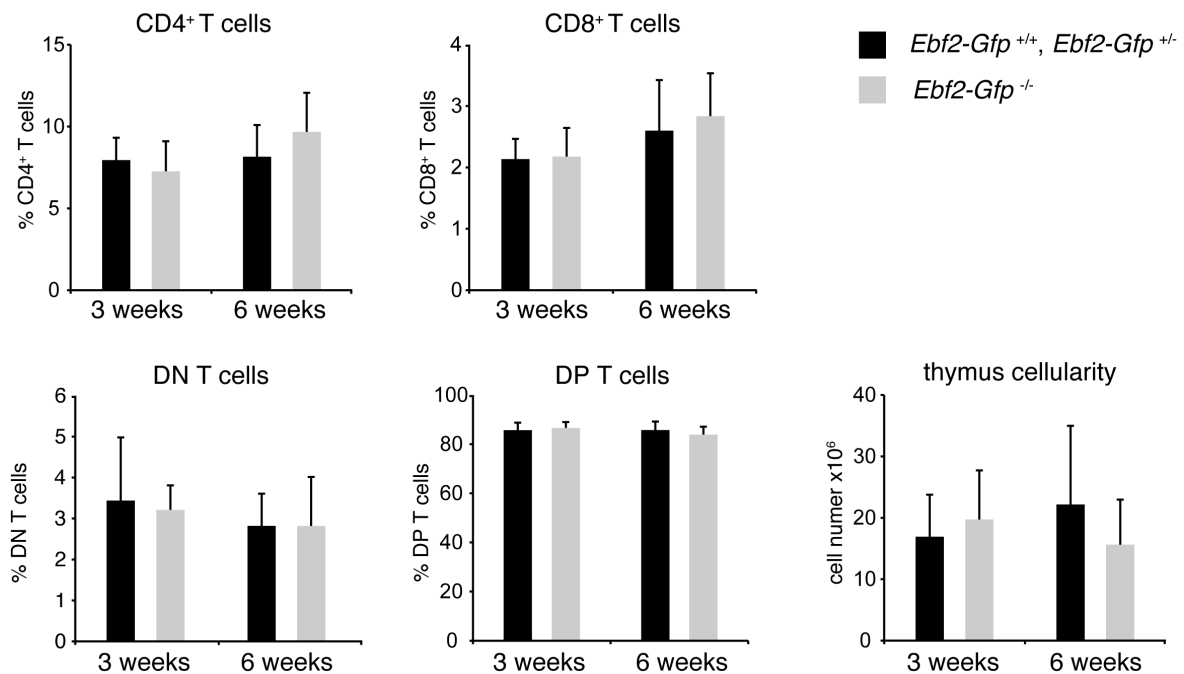 CD4⁺ T cells
% CD4⁺ T cells
15
10
5
0
3 weeks 6 weeks
CD8⁺ T cells
% CD8⁺ T cells
4
3
2
1
0
3 weeks 6 weeks
Ebf2-Gfp ⁺/⁺, Ebf2-Gfp ⁺/⁻
Ebf2-Gfp ⁻/⁻
DN T cells
% DN T cells
6
5
4
3
2
1
0
3 weeks 6 weeks
DP T cells
% DP T cells
100
80
60
40
20
0
3 weeks 6 weeks
thymus cellularity
cell numer x10⁶
40
30
20
10
0
3 weeks 6 weeks